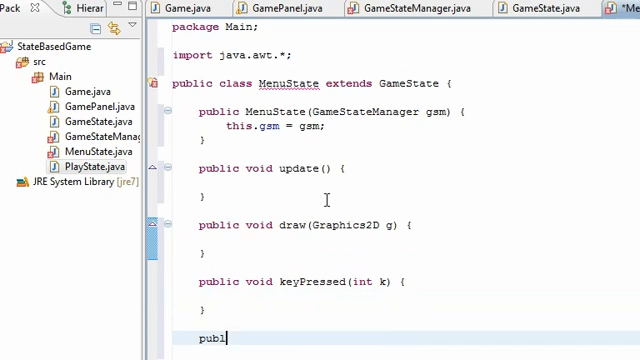 Pack
Hierar
StateBasedGame
src
Main
Game.java
GamePanel.java
GameState.java
GameStateManag
MenuState.java
PlayState.java
JRE System Library [jre7]
Game.java
GamePanel.java
GameStateManager.java
GameState.java
*Me
package Main;
import java.awt.*;
public class MenuState extends GameState {
public MenuState(GameStateManager gsm) {
this.gsm = gsm;
}
public void update() {
}
public void draw(Graphics2D g) {
}
public void keyPressed(int k) {
}
publ